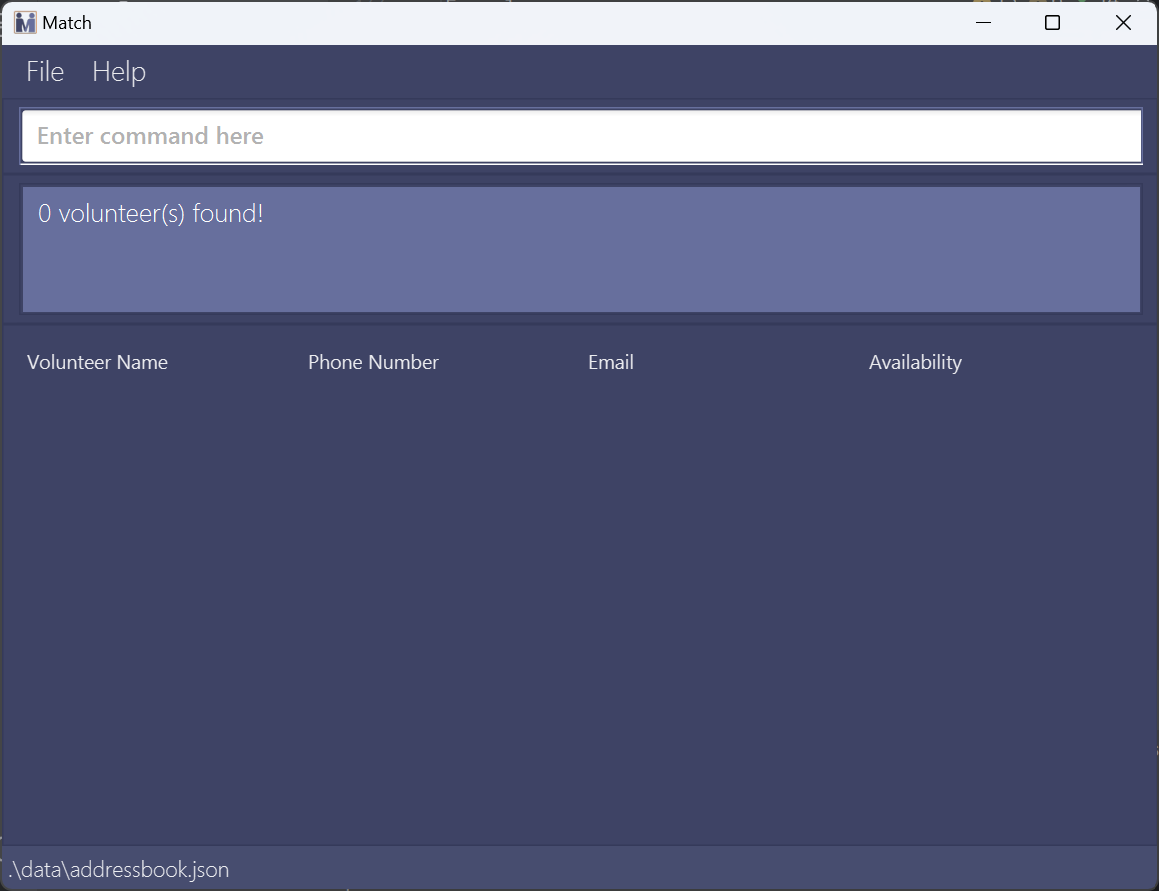 Match
File Help
Enter command here
0 volunteer(s) found!
Volunteer Name Phone Number Email Availability
.\data\addressbook.json